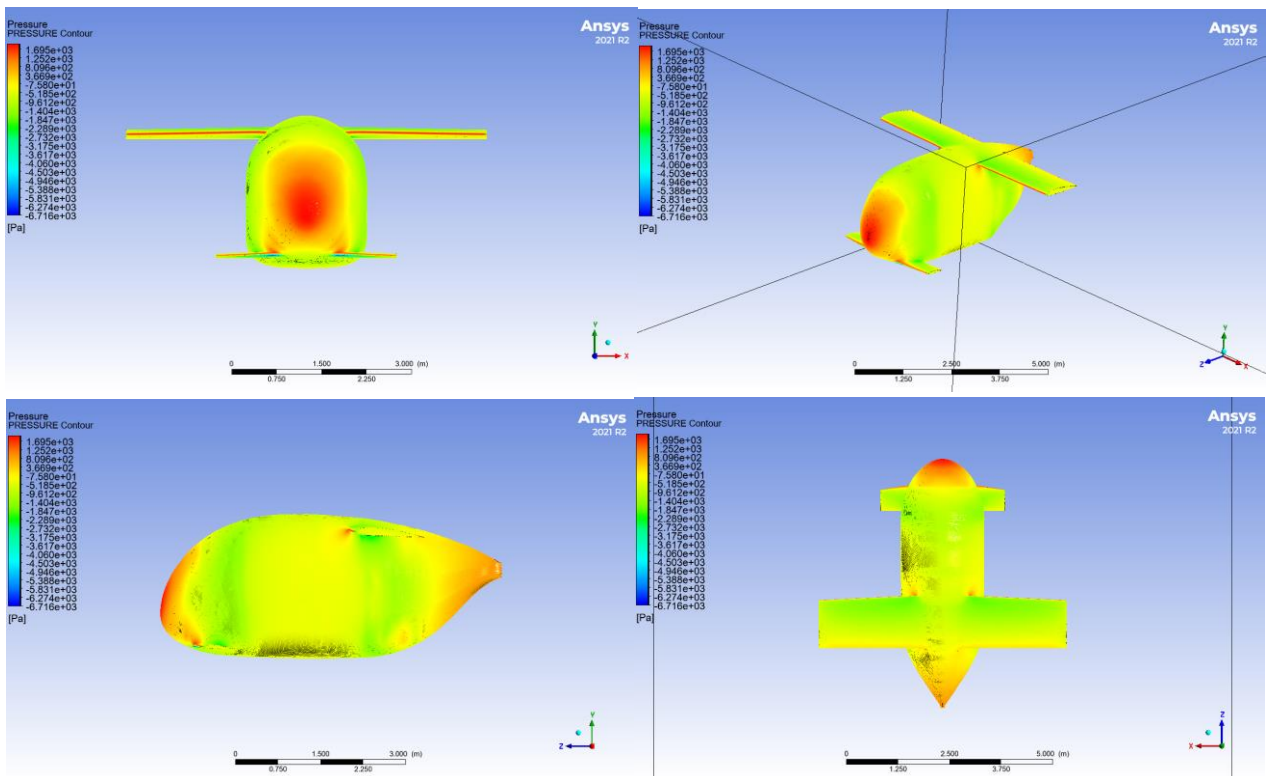 Pressure
PRESSURE Contour
1.695e+03
1.252e+03
8.096e+02
3.669e+02
-7.580e+01
-5.185e+02
-9.612e+02
-1.404e+03
-1.847e+03
-2.289e+03
-2.732e+03
-3.175e+03
-3.617e+03
-4.060e+03
-4.503e+03
-4.946e+03
-5.388e+03
-5.831e+03
-6.274e+03
-6.716e+03
[Pa]
Ansys
2021 R2
Y
X
0 1.500 3.000 (m)
0.750 2.250
Pressure
PRESSURE Contour
1.695e+03
1.252e+03
8.096e+02
3.669e+02
-7.580e+01
-5.185e+02
-9.612e+02
-1.404e+03
-1.847e+03
-2.289e+03
-2.732e+03
-3.175e+03
-3.617e+03
-4.060e+03
-4.503e+03
-4.946e+03
-5.388e+03
-5.831e+03
-6.274e+03
-6.716e+03
[Pa]
Ansys
2021 R2
Y
Z X
0 2.500 5.000 (m)
1.250 3.750
Pressure
PRESSURE Contour
1.695e+03
1.252e+03
8.096e+02
3.669e+02
-7.580e+01
-5.185e+02
-9.612e+02
-1.404e+03
-1.847e+03
-2.289e+03
-2.732e+03
-3.175e+03
-3.617e+03
-4.060e+03
-4.503e+03
-4.946e+03
-5.388e+03
-5.831e+03
-6.274e+03
-6.716e+03
[Pa]
Ansys
2021 R2
Y
Z
0 1.500 3.000 (m)
0.750 2.250
Pressure
PRESSURE Contour
1.695e+03
1.252e+03
8.096e+02
3.669e+02
-7.580e+01
-5.185e+02
-9.612e+02
-1.404e+03
-1.847e+03
-2.289e+03
-2.732e+03
-3.175e+03
-3.617e+03
-4.060e+03
-4.503e+03
-4.946e+03
-5.388e+03
-5.831e+03
-6.274e+03
-6.716e+03
[Pa]
Ansys
2021 R2
Z
X
0 2.500 5.000 (m)
1.250 3.750